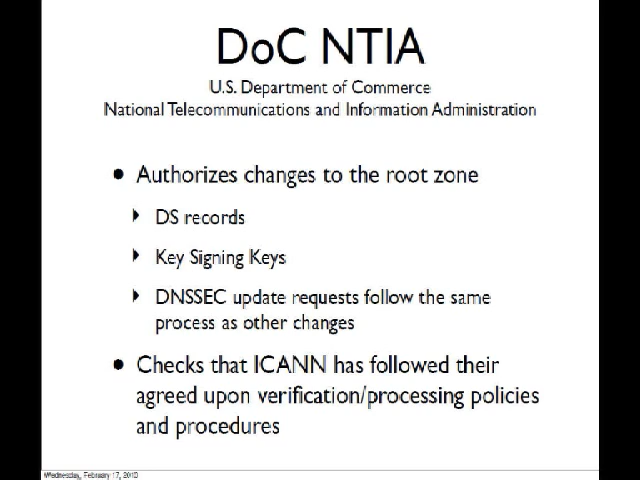 DoC NTIA
U.S. Department of Commerce
National Telecommunications and Information Administration
• Authorizes changes to the root zone
‣ DS records
‣ Key Signing Keys
‣ DNSSEC update requests follow the same
process as other changes
• Checks that ICANN has followed their
agreed upon verification/processing policies
and procedures
Wednesday, February 17, 2010